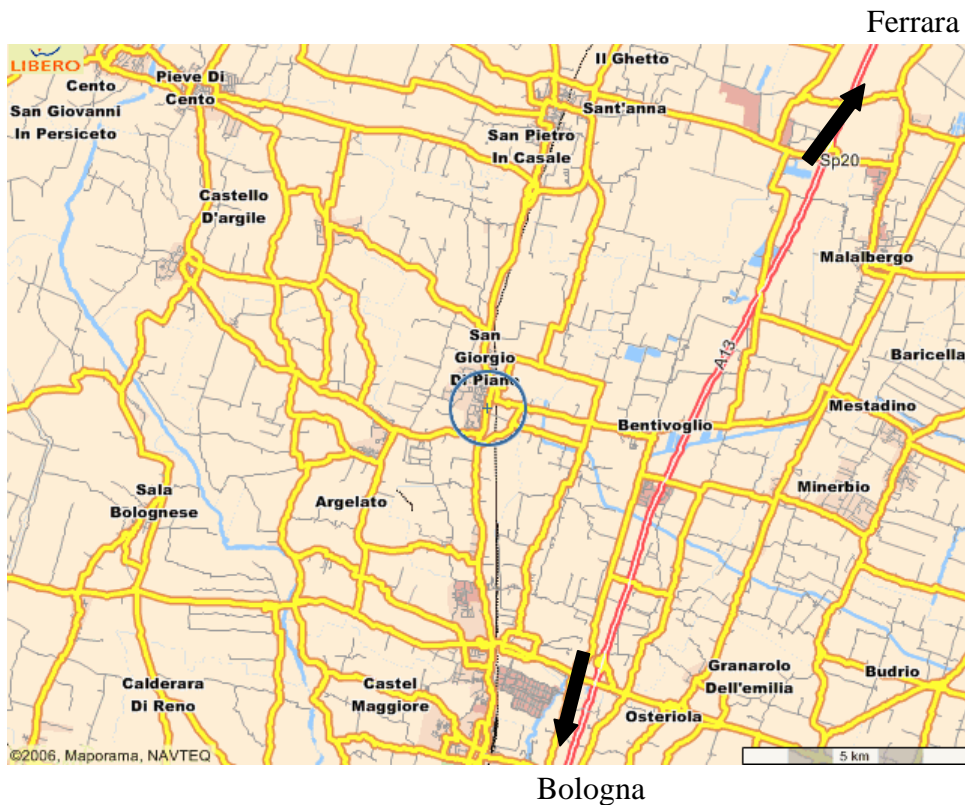 Ferrara
LIBERO
Il Ghetto
Cento
Pieve Di
Cento
San Giovanni
In Persiceto
Sant'anna
San Pietro
In Casale
Sp20
Castello
D'argile
Malalbergo
San
Giorgio
Di Piano
A13
Baricella
Mestadino
Bentivoglio
Minerbio
Argelato
Sala
Bolognese
Calderara
Di Reno
Castel
Maggiore
Granarolo
Dell'emilia
Budrio
Osteriola
©2006, Maporama, NAVTEQ
5 km
Bologna